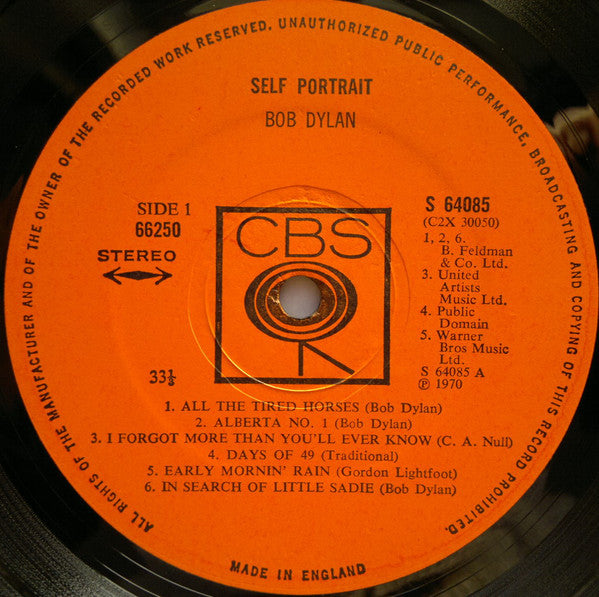 ALL RIGHTS OF THE MANUFACTURER AND OF THE OWNER OF THE RECORDED WORK RESERVED. UNAUTHORIZED PUBLIC PERFORMANCE, BROADCASTING AND COPYING OF THIS RECORD PROHIBITED.
SELF PORTRAIT
BOB DYLAN
SIDE 1
66250
STEREO
CBS
S 64085
(C2X 30050)
1, 2, 6.
B. Feldman
& Co. Ltd.
3. United
Artists
Music Ltd.
4. Public
Domain
5. Warner
Bros Music
Ltd.
S 64085 A
℗ 1970
33⅓
1. ALL THE TIRED HORSES (Bob Dylan)
2. ALBERTA NO. 1 (Bob Dylan)
3. I FORGOT MORE THAN YOU'LL EVER KNOW (C. A. Null)
4. DAYS OF 49 (Traditional)
5. EARLY MORNIN' RAIN (Gordon Lightfoot)
6. IN SEARCH OF LITTLE SADIE (Bob Dylan)
MADE IN ENGLAND